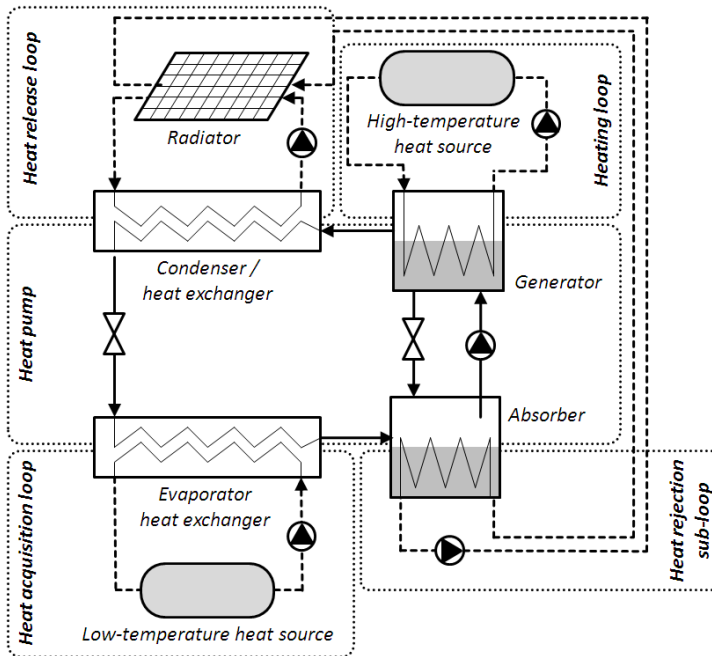 Heat release loop
Radiator
High-temperature
heat source
Heating loop
Condenser /
heat exchanger
Generator
Heat pump
Absorber
Evaporator
heat exchanger
Heat acquisition loop
Low-temperature heat source
Heat rejection
sub-loop